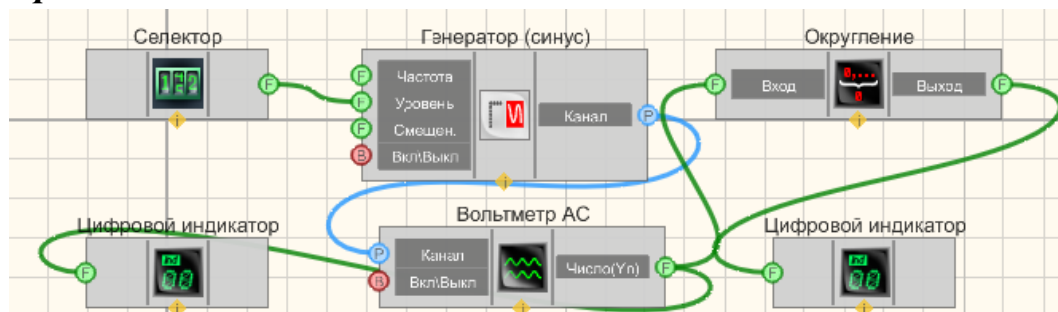 Селектор
Генератор (синус)
Округление
Частота
Уровень
Смещен.
Вкл\Выкл
Канал
Вход
Выход
Цифровой индикатор
Вольтметр AC
Цифровой индикатор
Канал
Вкл\Выкл
Число(Yn)